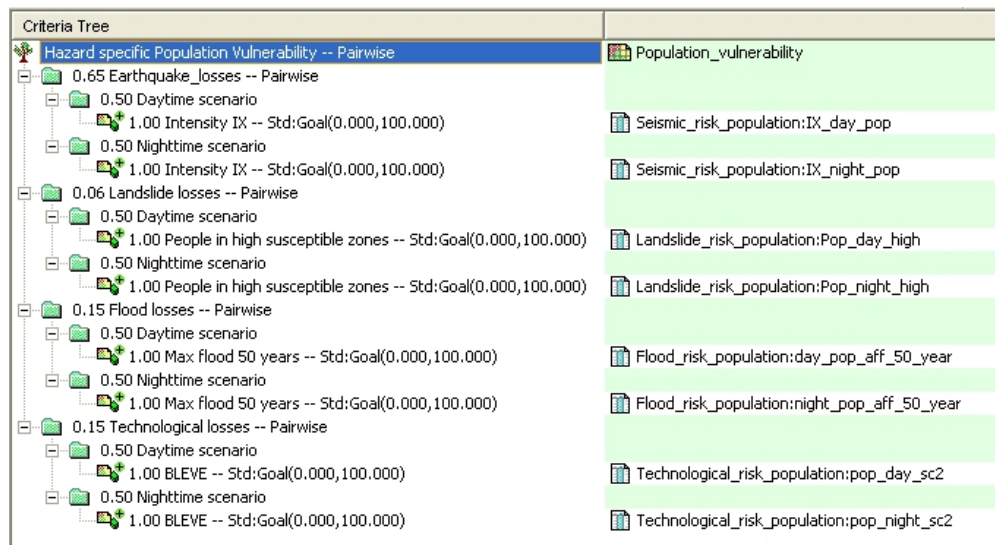 Criteria Tree
Hazard specific Population Vulnerability -- Pairwise Population_vulnerability
0.65 Earthquake_losses -- Pairwise
0.50 Daytime scenario
1.00 Intensity IX -- Std:Goal(0.000,100.000) Seismic_risk_population:IX_day_pop
0.50 Nighttime scenario
1.00 Intensity IX -- Std:Goal(0.000,100.000) Seismic_risk_population:IX_night_pop
0.06 Landslide losses -- Pairwise
0.50 Daytime scenario
1.00 People in high susceptible zones -- Std:Goal(0.000,100.000) Landslide_risk_population:Pop_day_high
0.50 Nighttime scenario
1.00 People in high susceptible zones -- Std:Goal(0.000,100.000) Landslide_risk_population:Pop_night_high
0.15 Flood losses -- Pairwise
0.50 Daytime scenario
1.00 Max flood 50 years -- Std:Goal(0.000,100.000) Flood_risk_population:day_pop_aff_50_year
0.50 Nighttime scenario
1.00 Max flood 50 years -- Std:Goal(0.000,100.000) Flood_risk_population:night_pop_aff_50_year
0.15 Technological losses -- Pairwise
0.50 Daytime scenario
1.00 BLEVE -- Std:Goal(0.000,100.000) Technological_risk_population:pop_day_sc2
0.50 Nighttime scenario
1.00 BLEVE -- Std:Goal(0.000,100.000) Technological_risk_population:pop_night_sc2